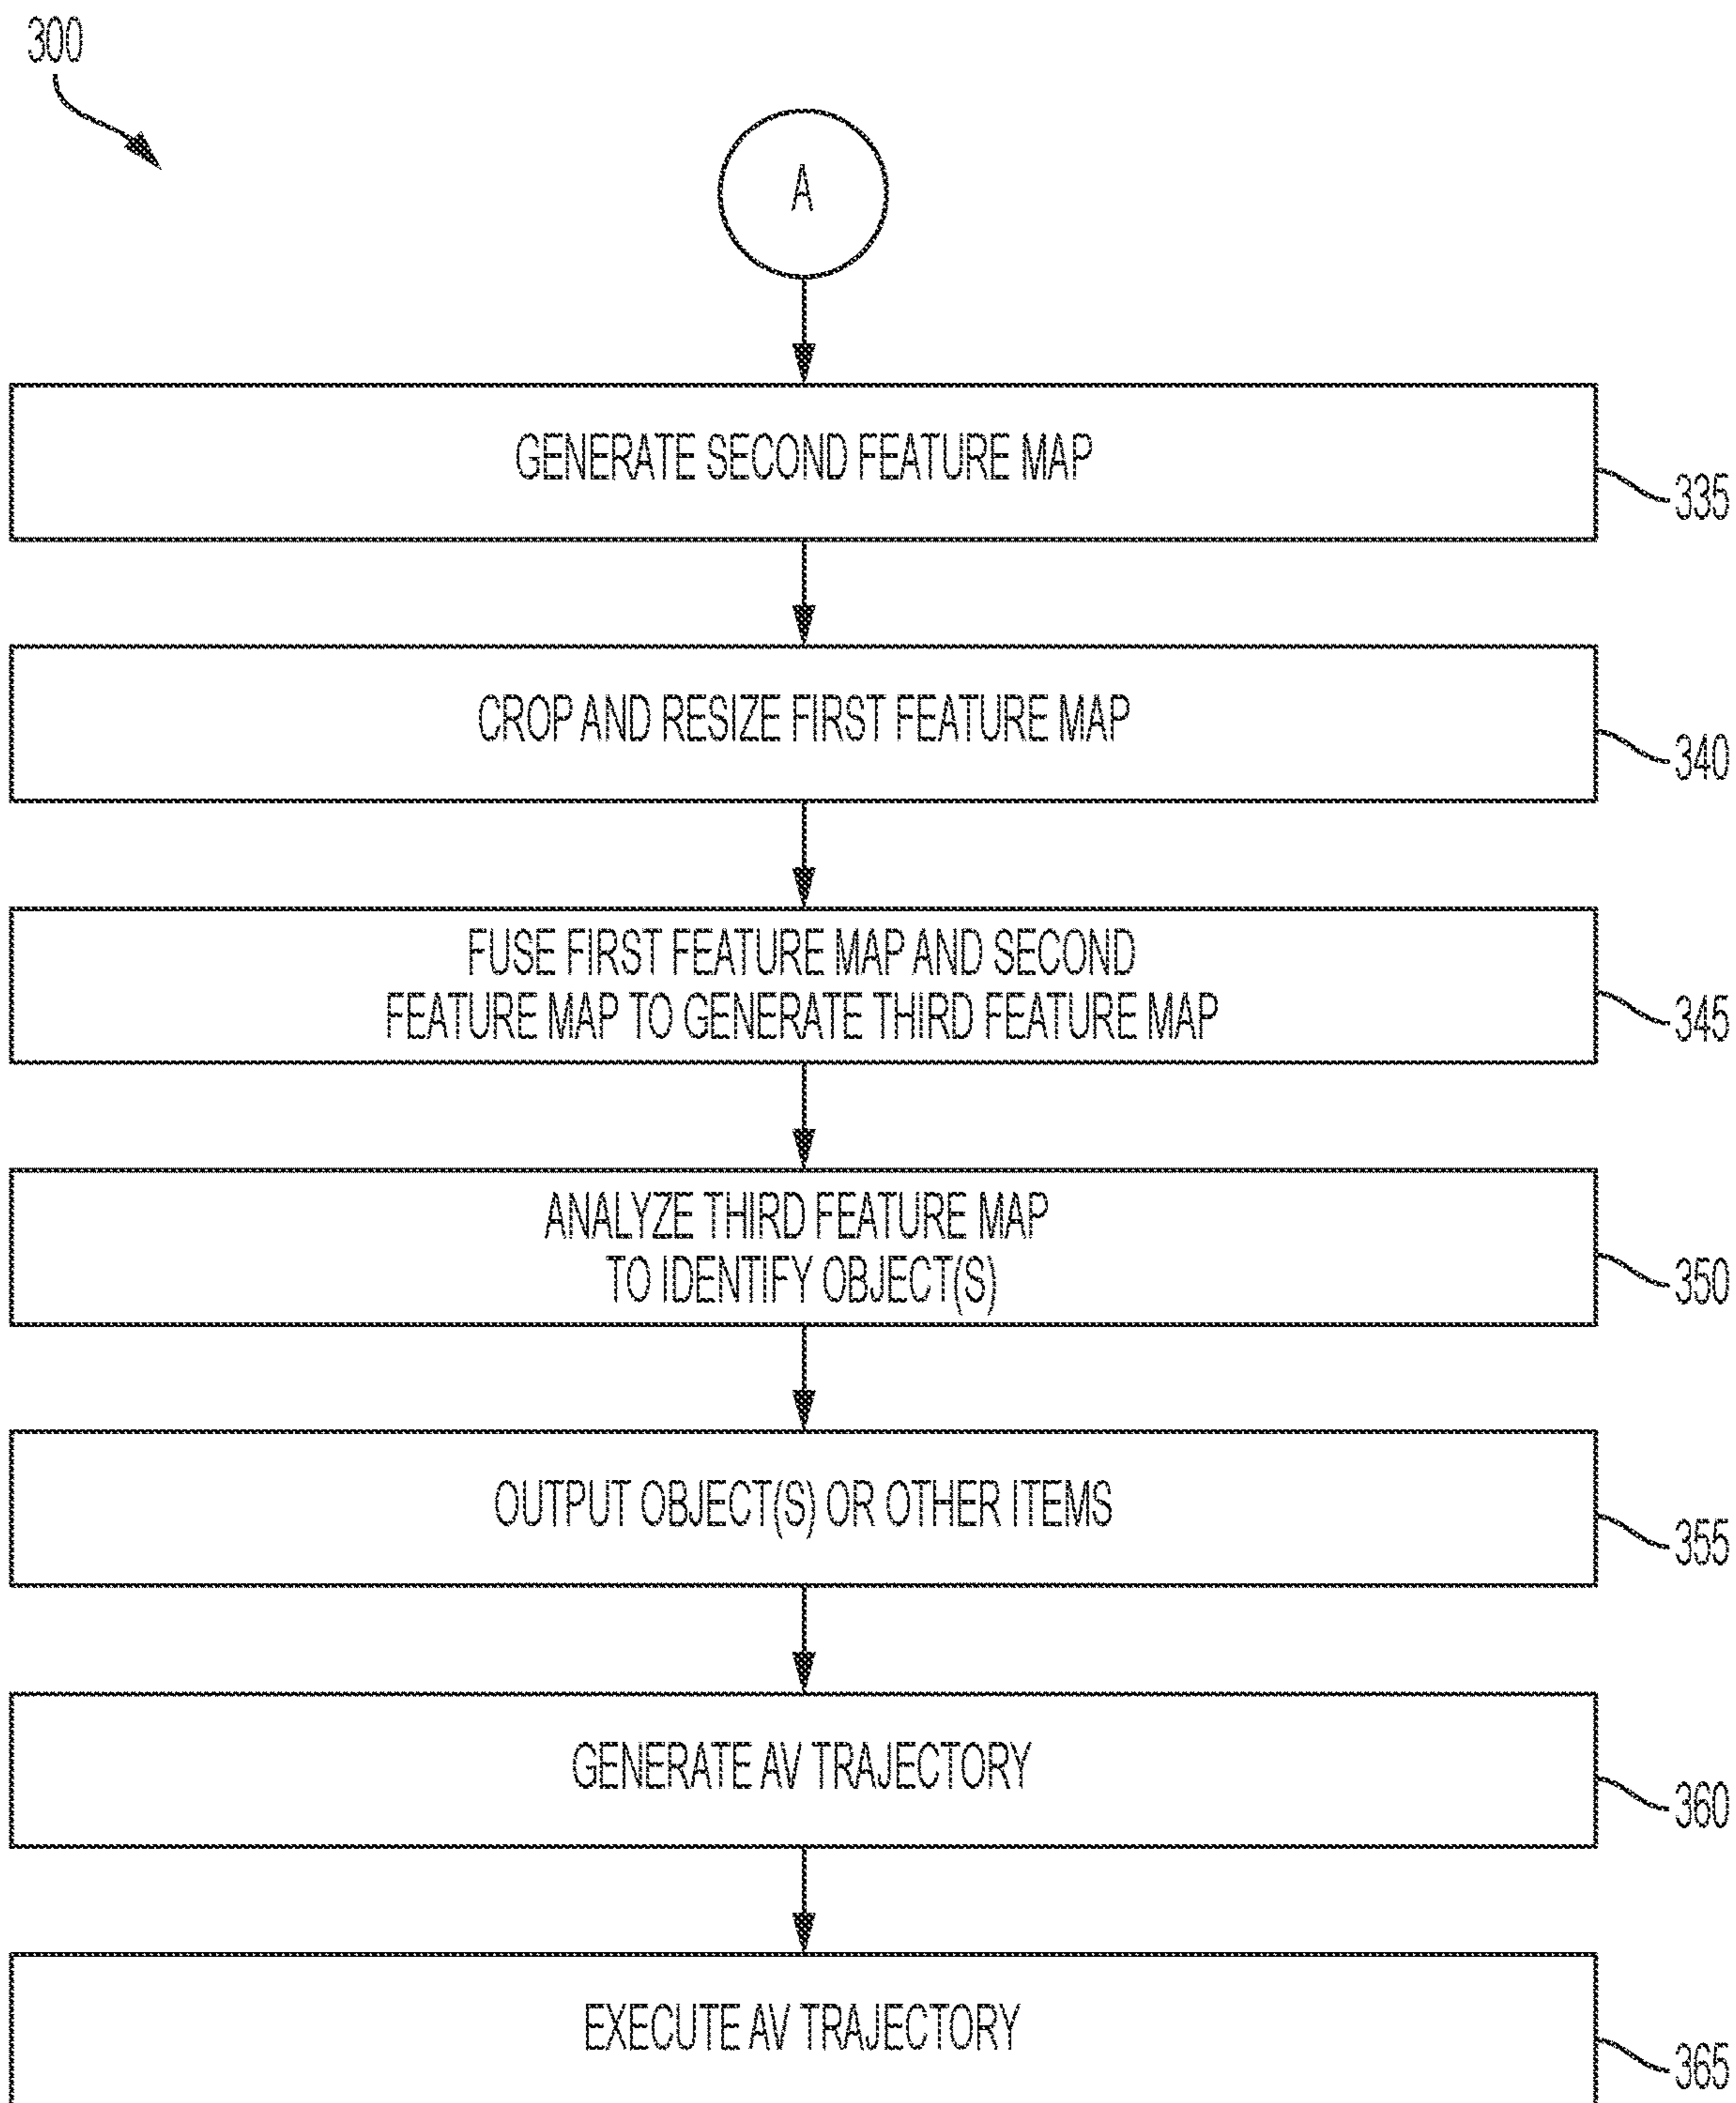 300
A
GENERATE SECOND FEATURE MAP
335
CROP AND RESIZE FIRST FEATURE MAP
340
FUSE FIRST FEATURE MAP AND SECOND
FEATURE MAP TO GENERATE THIRD FEATURE MAP
345
ANALYZE THIRD FEATURE MAP
TO IDENTIFY OBJECT(S)
350
OUTPUT OBJECT(S) OR OTHER ITEMS
355
GENERATE AV TRAJECTORY
360
EXECUTE AV TRAJECTORY
365